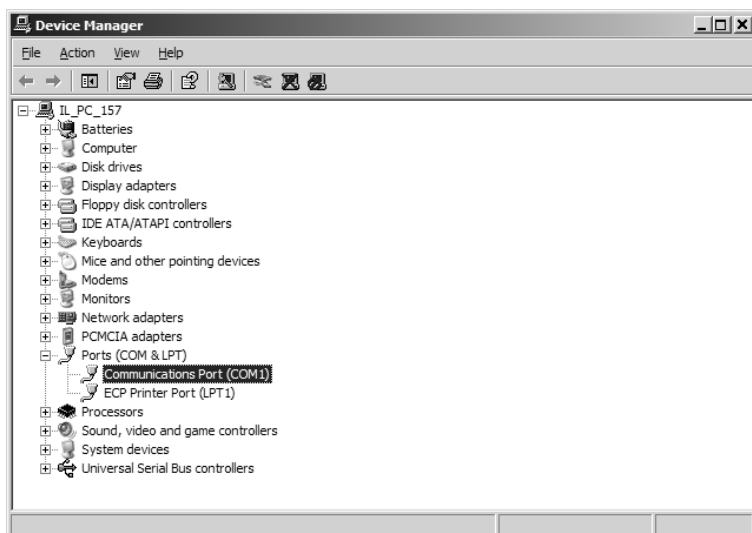 Device Manager
File Action View Help
IL_PC_157
Batteries
Computer
Disk drives
Display adapters
Floppy disk controllers
IDE ATA/ATAPI controllers
Keyboards
Mice and other pointing devices
Modems
Monitors
Network adapters
PCMCIA adapters
Ports (COM & LPT)
Communications Port (COM1)
ECP Printer Port (LPT1)
Processors
Sound, video and game controllers
System devices
Universal Serial Bus controllers